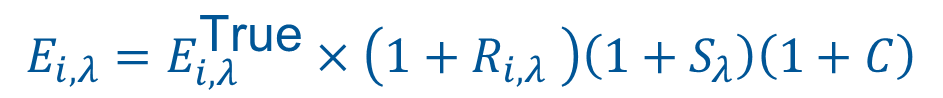 E_{i,λ} = E_{i,λ}^{True} × (1 + R_{i,λ})(1 + S_λ)(1 + C)